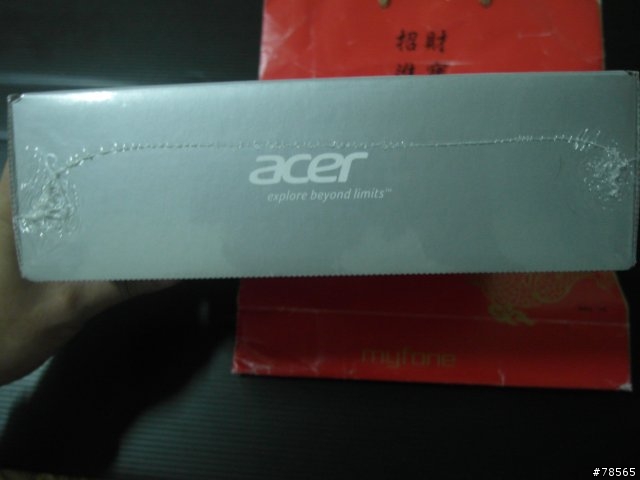 招財
進寶
acer
explore beyond limits™
myfone
#78565